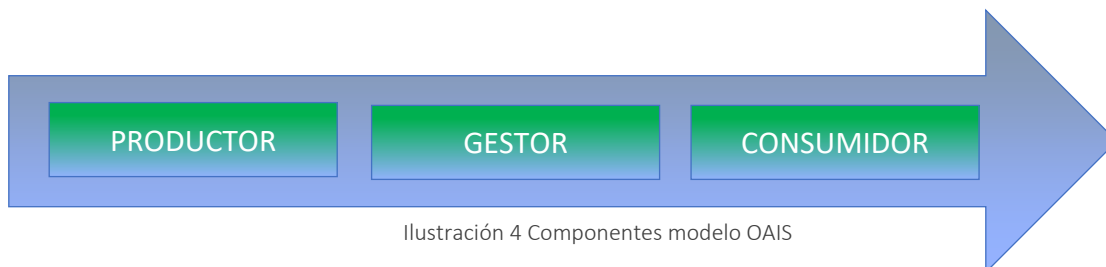 PRODUCTOR GESTOR CONSUMIDOR
Ilustración 4 Componentes modelo OAIS